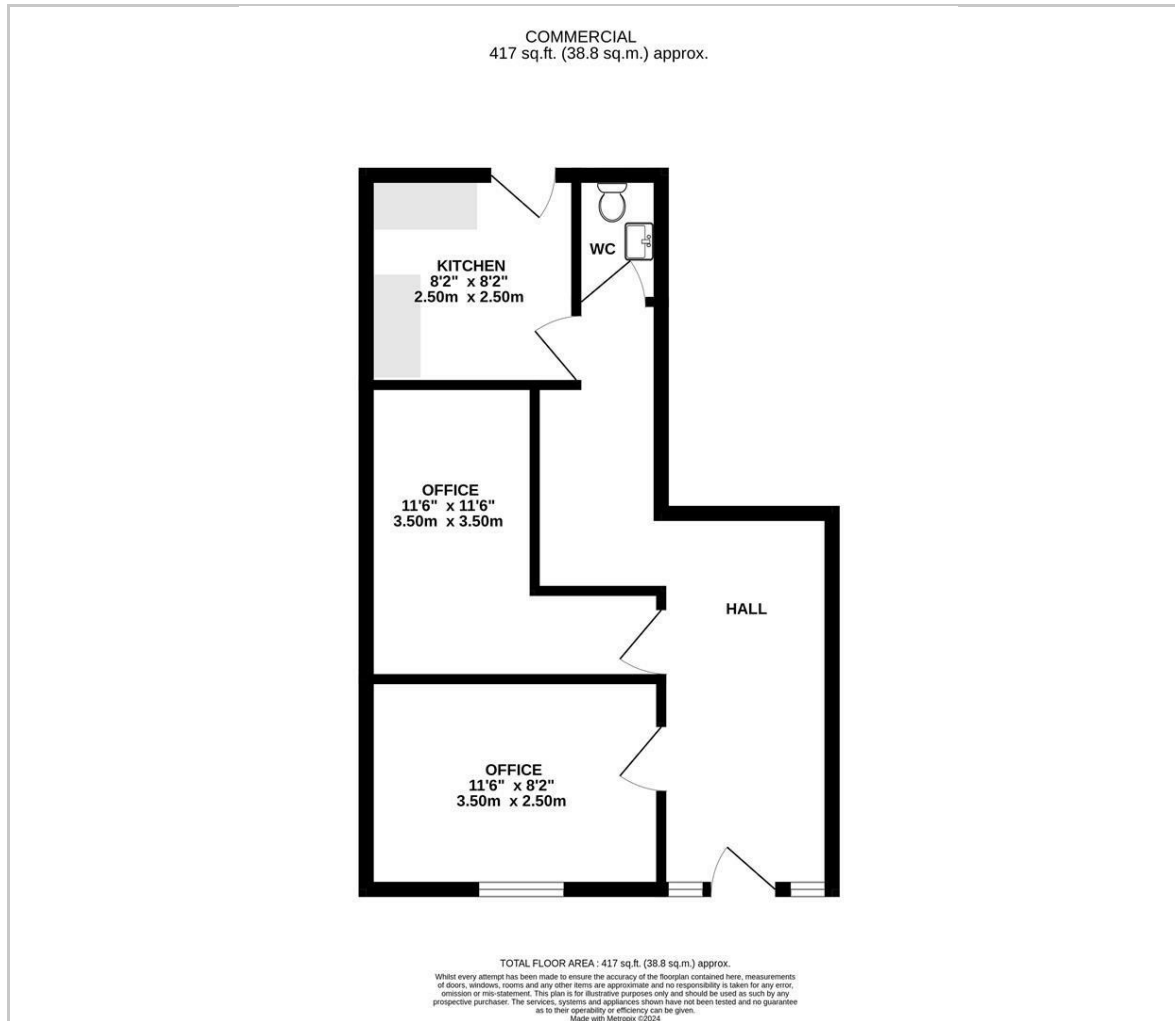 COMMERCIAL
417 sq.ft. (38.8 sq.m.) approx.
WC
KITCHEN
8'2" x 8'2"
2.50m x 2.50m
OFFICE
11'6" x 11'6"
3.50m x 3.50m
HALL
OFFICE
11'6" x 8'2"
3.50m x 2.50m
TOTAL FLOOR AREA : 417 sq.ft. (38.8 sq.m.) approx.
Whilst every attempt has been made to ensure the accuracy of the floorplan contained here, measurements
of doors, windows, rooms and any other items are approximate and no responsibility is taken for any error,
omission or mis-statement. This plan is for illustrative purposes only and should be used as such by any
prospective purchaser. The services, systems and appliances shown have not been tested and no guarantee
as to their operability or efficiency can be given.
Made with Metropix ©2024